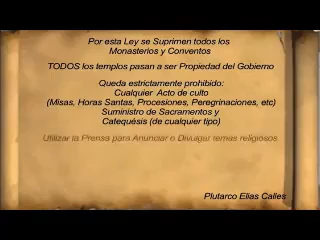 Por esta Ley se Suprimen todos los
Monasterios y Conventos
TODOS los templos pasan a ser Propiedad del Gobierno
Queda estrictamente prohibido:
Cualquier Acto de culto
(Misas, Horas Santas, Procesiones, Peregrinaciones, etc)
Suministro de Sacramentos y
Catequésis (de cualquier tipo)
Utilizar la Prensa para Anunciar o Divulgar temas religiosos
Plutarco Elías Calles